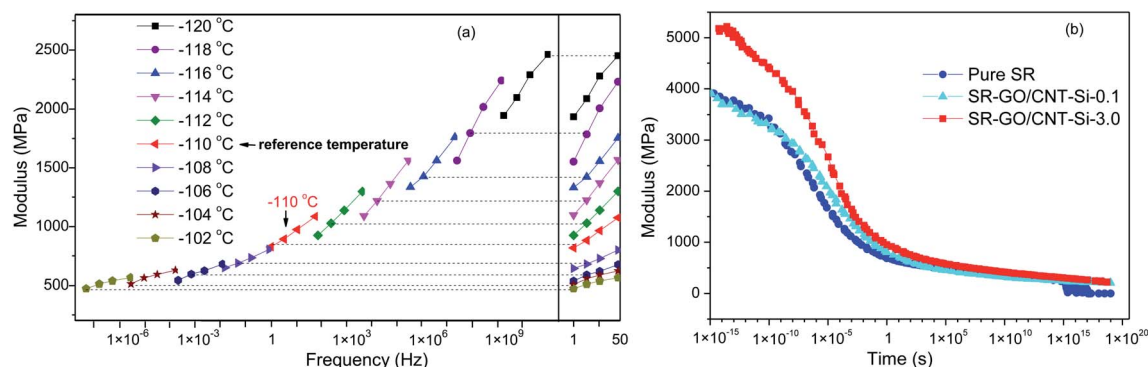 (a)
-120 °C
-118 °C
-116 °C
-114 °C
-112 °C
-110 °C
reference temperature
-108 °C
-106 °C
-104 °C
-102 °C
-110 °C
Modulus (MPa)
2500
2000
1500
1000
500
1×10⁻⁶
1×10⁻³
1
1×10³
1×10⁶
1×10⁹
1
50
Frequency (Hz)
(b)
Pure SR
SR-GO/CNT-Si-0.1
SR-GO/CNT-Si-3.0
Modulus (MPa)
5000
4000
3000
2000
1000
0
1×10⁻¹⁵
1×10⁻¹⁰
1×10⁻⁵
1
1×10⁵
1×10¹⁰
1×10¹⁵
1×10²⁰
Time (s)